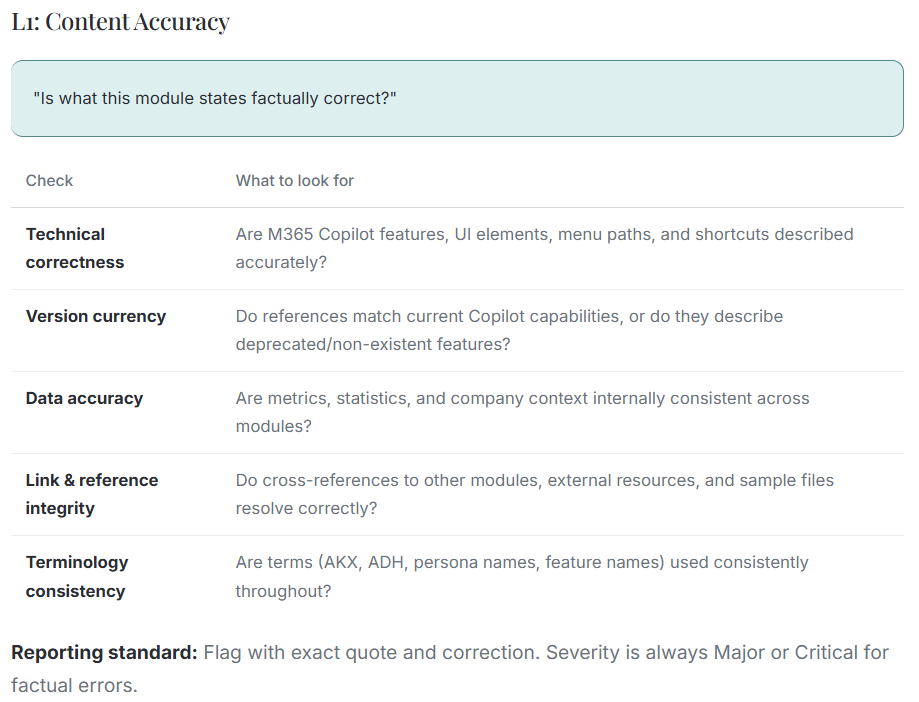 L1: Content Accuracy
"Is what this module states factually correct?"
Check
What to look for
Technical
correctness
Are M365 Copilot features, UI elements, menu paths, and shortcuts described
accurately?
Version currency
Do references match current Copilot capabilities, or do they describe
deprecated/non-existent features?
Data accuracy
Are metrics, statistics, and company context internally consistent across
modules?
Link & reference
integrity
Do cross-references to other modules, external resources, and sample files
resolve correctly?
Terminology
consistency
Are terms (AKX, ADH, persona names, feature names) used consistently
throughout?
Reporting standard: Flag with exact quote and correction. Severity is always Major or Critical for
factual errors.